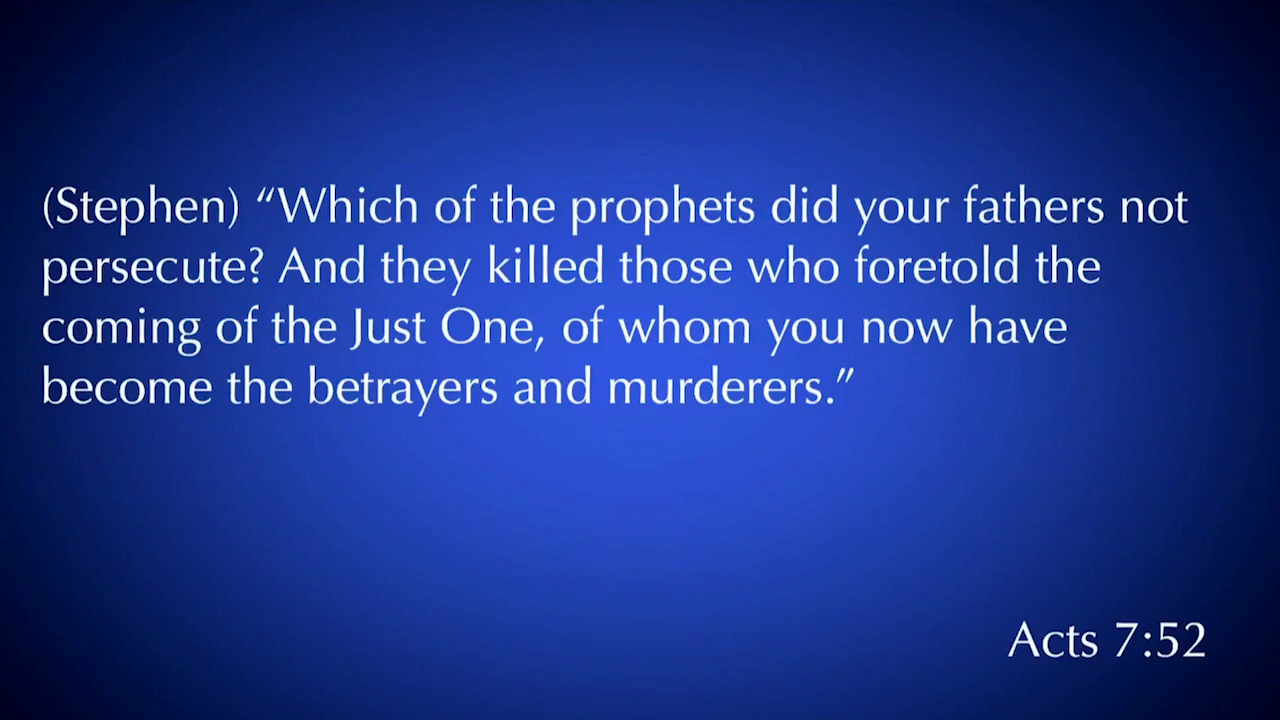 (Stephen) “Which of the prophets did your fathers not
persecute? And they killed those who foretold the
coming of the Just One, of whom you now have
become the betrayers and murderers.”
Acts 7:52